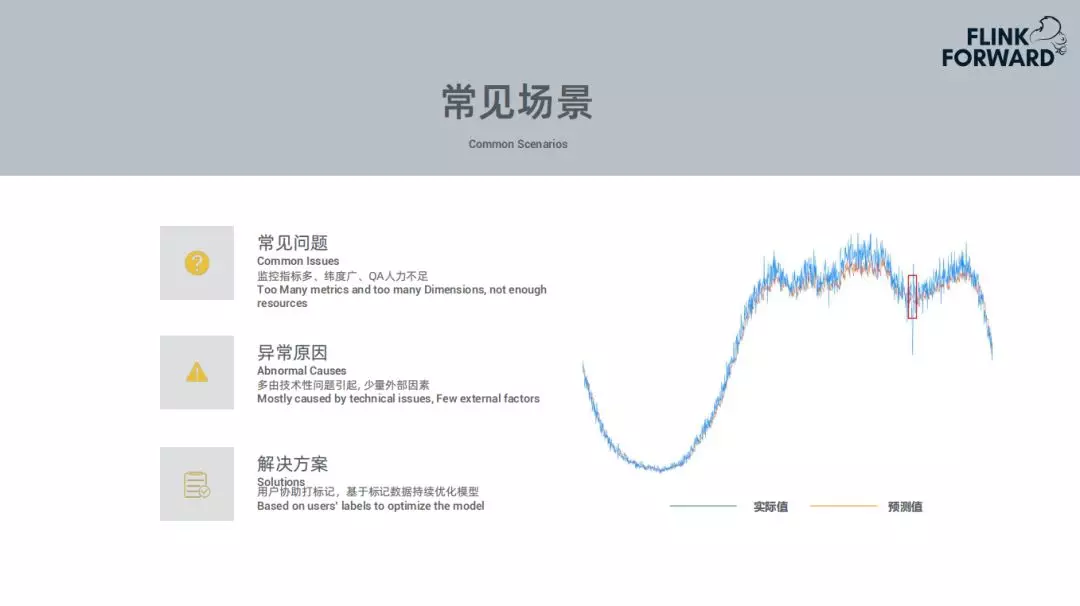 FLINK
FORWARD
常见场景
Common Scenarios
常见问题
Common Issues
监控指标多、纬度广、QA人力不足
Too Many metrics and too many Dimensions, not enough
resources
异常原因
Abnormal Causes
多由技术性问题引起, 少量外部因素
Mostly caused by technical issues, Few external factors
解决方案
Solutions
用户协助打标记，基于标记数据持续优化模型
Based on users' labels to optimize the model
实际值
预测值